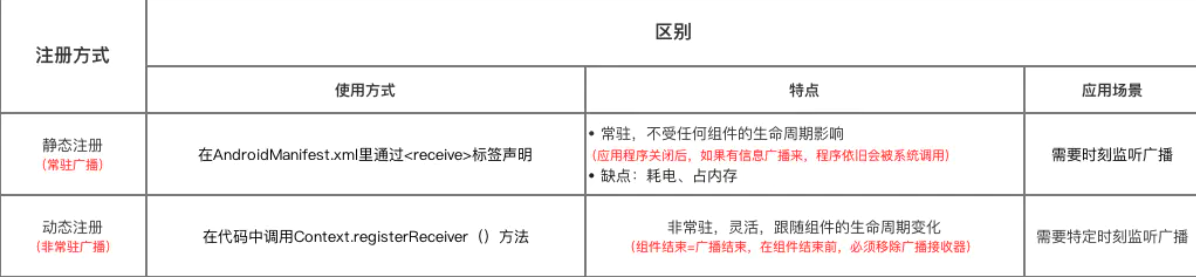 注册方式
区别
使用方式
特点
应用场景
静态注册
（常驻广播）
在AndroidManifest.xml里通过<receive>标签声明
• 常驻，不受任何组件的生命周期影响
（应用程序关闭后，如果有信息广播来，程序依旧会被系统调用）
• 缺点：耗电、占内存
需要时刻监听广播
动态注册
（非常驻广播）
在代码中调用Context.registerReceiver（）方法
非常驻，灵活，跟随组件的生命周期变化
（组件结束=广播结束，在组件结束前，必须移除广播接收器）
需要特定时刻监听广播